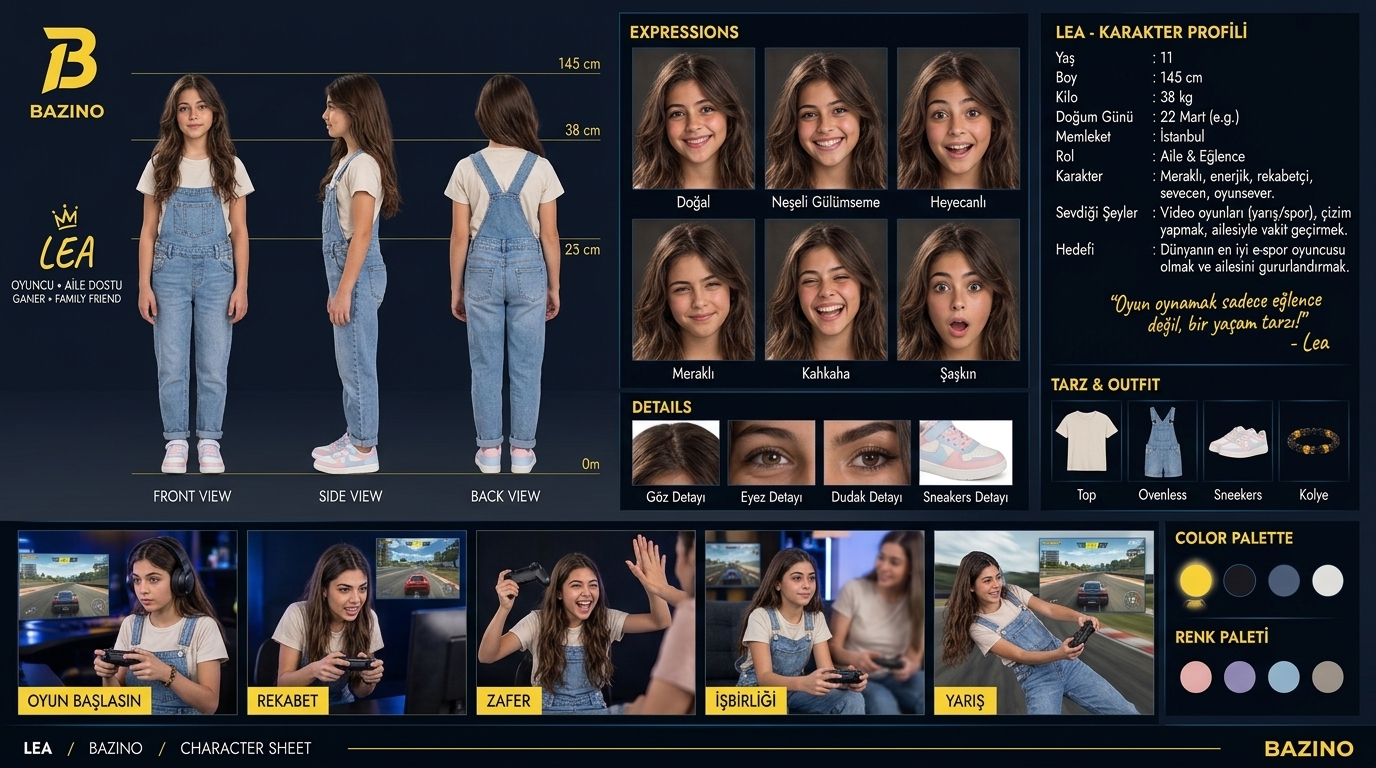 B
BAZINO
LEA
OYUNCU • AİLE DOSTU
GANER • FAMILY FRIEND
145 cm
38 cm
23 cm
0m
FRONT VIEW
SIDE VIEW
BACK VIEW
EXPRESSIONS
Doğal
Neşeli Gülümseme
Heyecanlı
Meraklı
Kahkaha
Şaşkın
DETAILS
Göz Detayı
Eyez Detayı
Dudak Detayı
Sneakers Detayı
LEA - KARAKTER PROFİLİ
Yaş : 11
Boy : 145 cm
Kilo : 38 kg
Doğum Günü : 22 Mart (e.g.)
Memleket : İstanbul
Rol : Aile & Eğlence
Karakter : Meraklı, enerjik, rekabetçi,
sevecen, oyunsever.
Sevdiği Şeyler : Video oyunları (yarış/spor), çizim
yapmak, ailesiyle vakit geçirmek.
Hedefi : Dünyanın en iyi e-spor oyuncusu
olmak ve ailesini gururlandırmak.
“Oyun oynamak sadece eğlence
değil, bir yaşam tarzı!”
- Lea
TARZ & OUTFIT
Top
Ovenless
Sneekers
Kolye
OYUN BAŞLASIN
REKABET
ZAFER
İŞBİRLİĞİ
YARIŞ
COLOR PALETTE
RENK PALETİ
LEA / BAZINO / CHARACTER SHEET
BAZINO